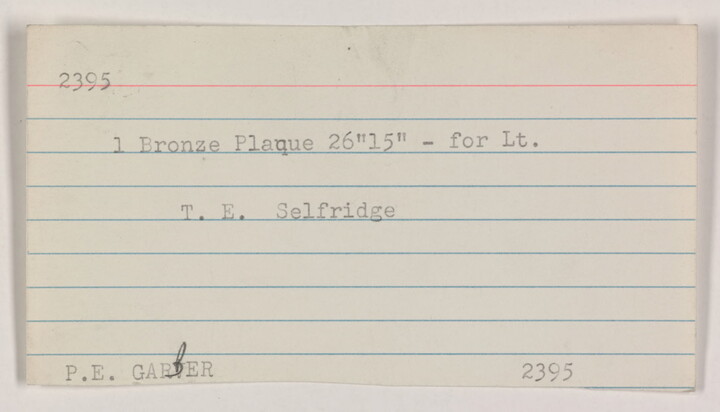 2395
1 Bronze Plaque 26"15" - for Lt.
T. E. Selfridge
P.E. GARBER 2395